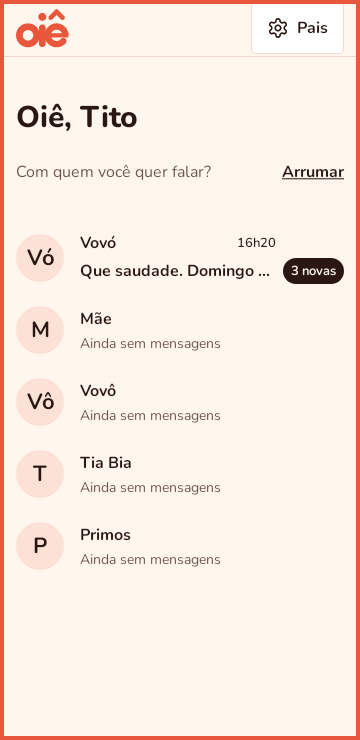 oiê
Pais
Oiê, Tito
Com quem você quer falar?
Arrumar
Vó
Vovó
16h20
Que saudade. Domingo ...
3 novas
M
Mãe
Ainda sem mensagens
Vô
Vovô
Ainda sem mensagens
T
Tia Bia
Ainda sem mensagens
P
Primos
Ainda sem mensagens